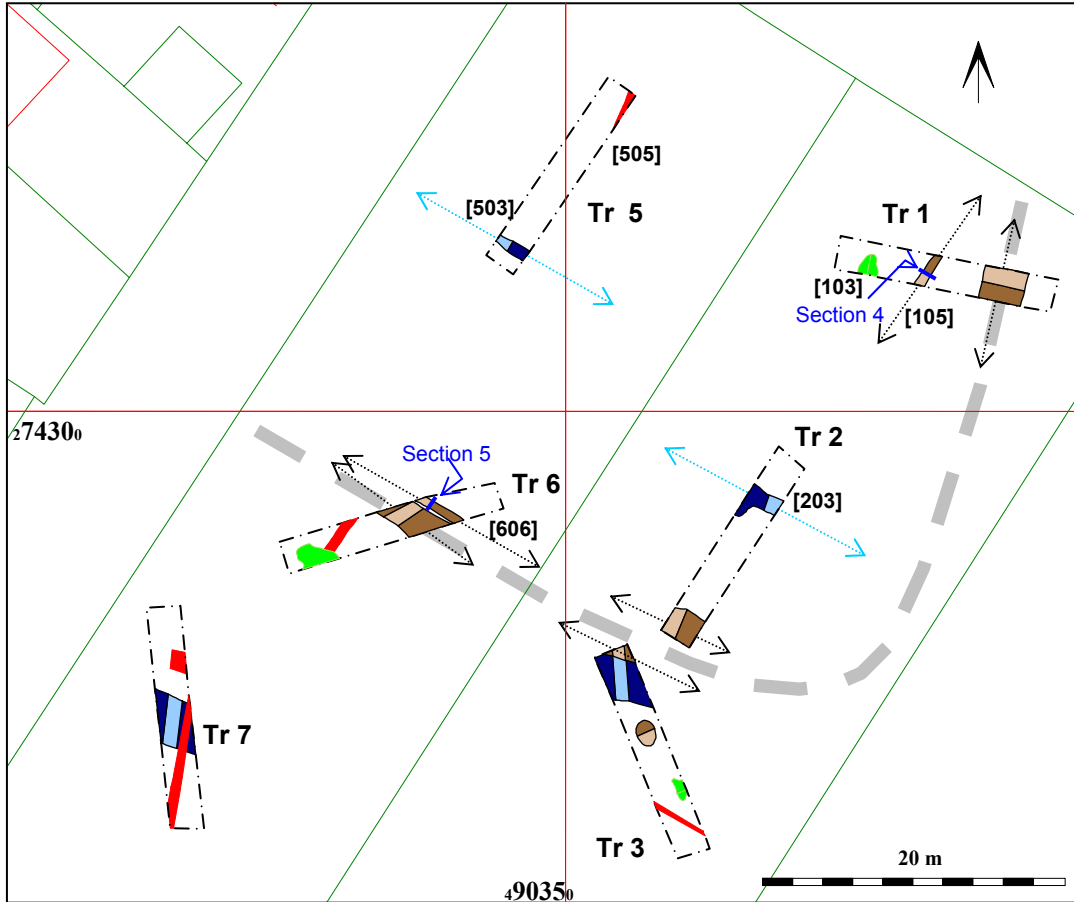 [505]
[503]
Tr 5
Tr 1
[103]
Section 4
[105]
274300
Tr 2
Section 5
Tr 6
[203]
[606]
Tr 7
Tr 3
20 m
490350